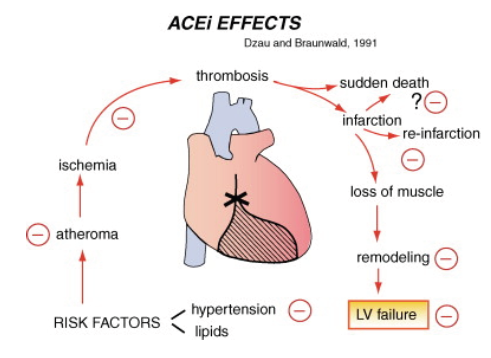 ACEi EFFECTS
Dzau and Braunwald, 1991
thrombosis
sudden death
?
infarction
re-infarction
ischemia
loss of muscle
atheroma
remodeling
hypertension
RISK FACTORS
lipids
LV failure